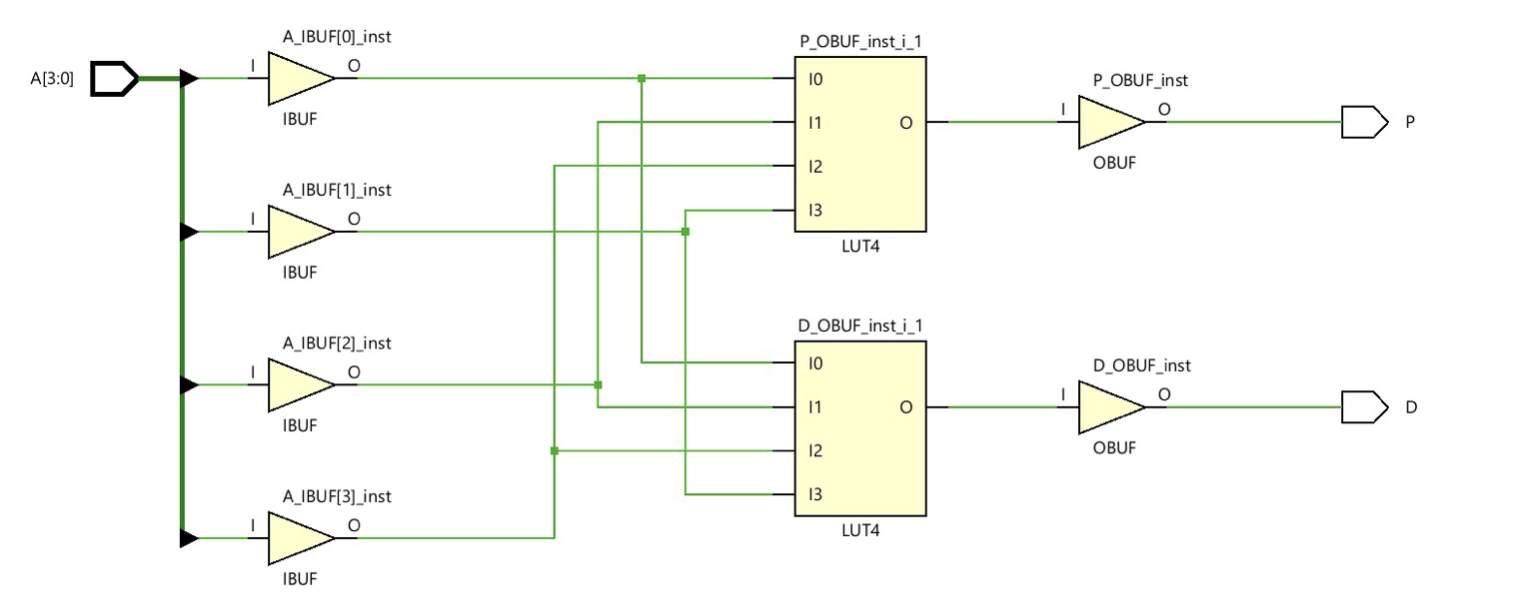 A_IBUF[0]_inst
A[3:0]
I
O
IBUF
A_IBUF[1]_inst
I
O
IBUF
A_IBUF[2]_inst
I
O
IBUF
A_IBUF[3]_inst
I
O
IBUF
P_OBUF_inst_i_1
I0
I1
O
I2
I3
LUT4
D_OBUF_inst_i_1
I0
I1
O
I2
I3
LUT4
P_OBUF_inst
I
O
OBUF
P
D_OBUF_inst
I
O
OBUF
D